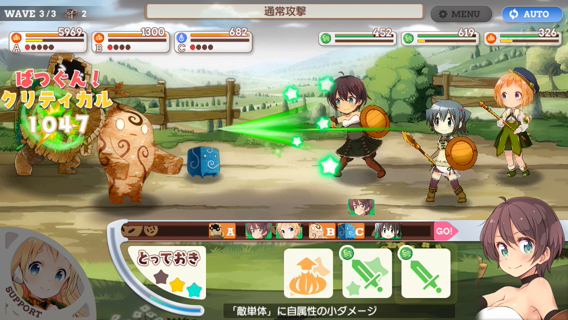 WAVE 3/3 2
通常攻撃
MENU
AUTO
5969
A
1300
B
682
C
452
619
326
ばつぐん!
クリティカル
1047
A
B
C
GO!
とっておき
SUPPORT
「敵単体」に自属性の小ダメージ